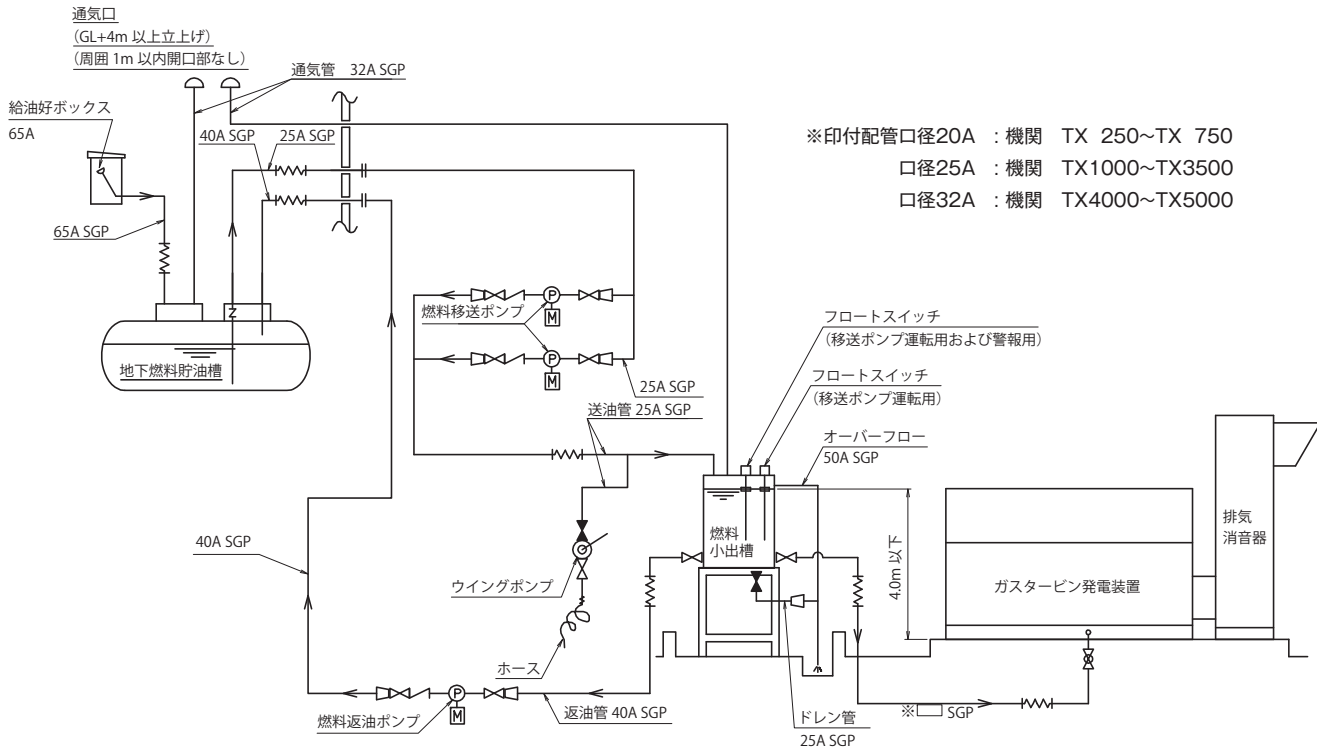 通気口
(GL+4m 以上立上げ)
(周囲 1m 以内開口部なし)
通気管 32A SGP
給油好ボックス
65A
40A SGP
25A SGP
65A SGP
※印付配管口径20A : 機関 TX 250～TX 750
口径25A : 機関 TX1000～TX3500
口径32A : 機関 TX4000～TX5000
Z
地下燃料貯油槽
P
M
燃料移送ポンプ
P
M
25A SGP
送油管 25A SGP
フロートスイッチ
(移送ポンプ運転用および警報用)
フロートスイッチ
(移送ポンプ運転用)
オーバーフロー
50A SGP
40A SGP
燃料
小出槽
4.0m 以下
排気
消音器
ガスタービン発電装置
ウイングポンプ
ホース
P
M
燃料返油ポンプ
返油管 40A SGP
ドレン管
25A SGP
※ SGP